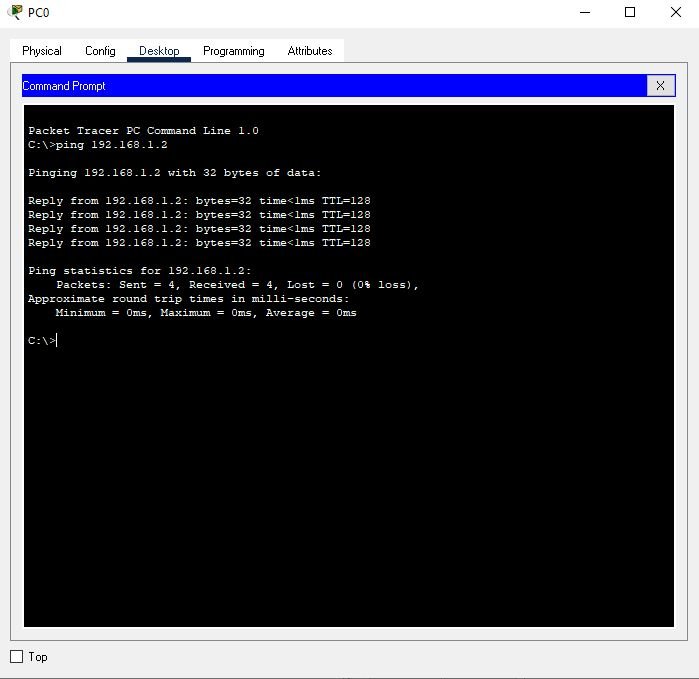 PC0
Physical Config Desktop Programming Attributes
Command Prompt
X
Packet Tracer PC Command Line 1.0
C:\>ping 192.168.1.2
Pinging 192.168.1.2 with 32 bytes of data:
Reply from 192.168.1.2: bytes=32 time<1ms TTL=128
Reply from 192.168.1.2: bytes=32 time<1ms TTL=128
Reply from 192.168.1.2: bytes=32 time<1ms TTL=128
Reply from 192.168.1.2: bytes=32 time<1ms TTL=128
Ping statistics for 192.168.1.2:
Packets: Sent = 4, Received = 4, Lost = 0 (0% loss),
Approximate round trip times in milli-seconds:
Minimum = 0ms, Maximum = 0ms, Average = 0ms
C:\>
Top